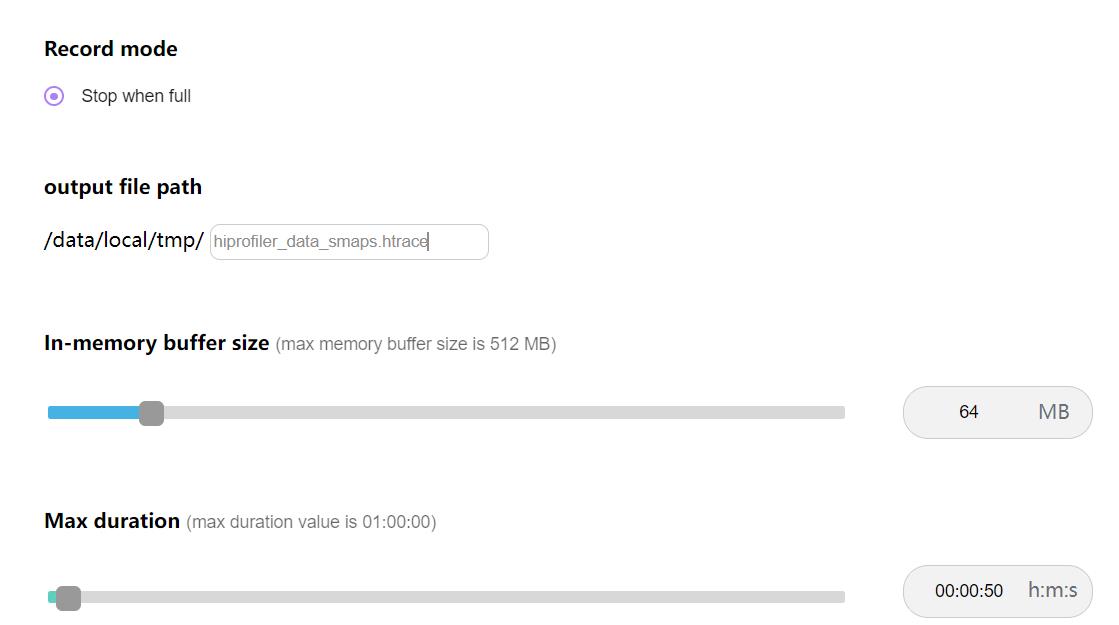 Record mode
Stop when full
output file path
/data/local/tmp/ hiprofiler_data_smaps.htrace
In-memory buffer size (max memory buffer size is 512 MB)
64 MB
Max duration (max duration value is 01:00:00)
00:00:50 h:m:s